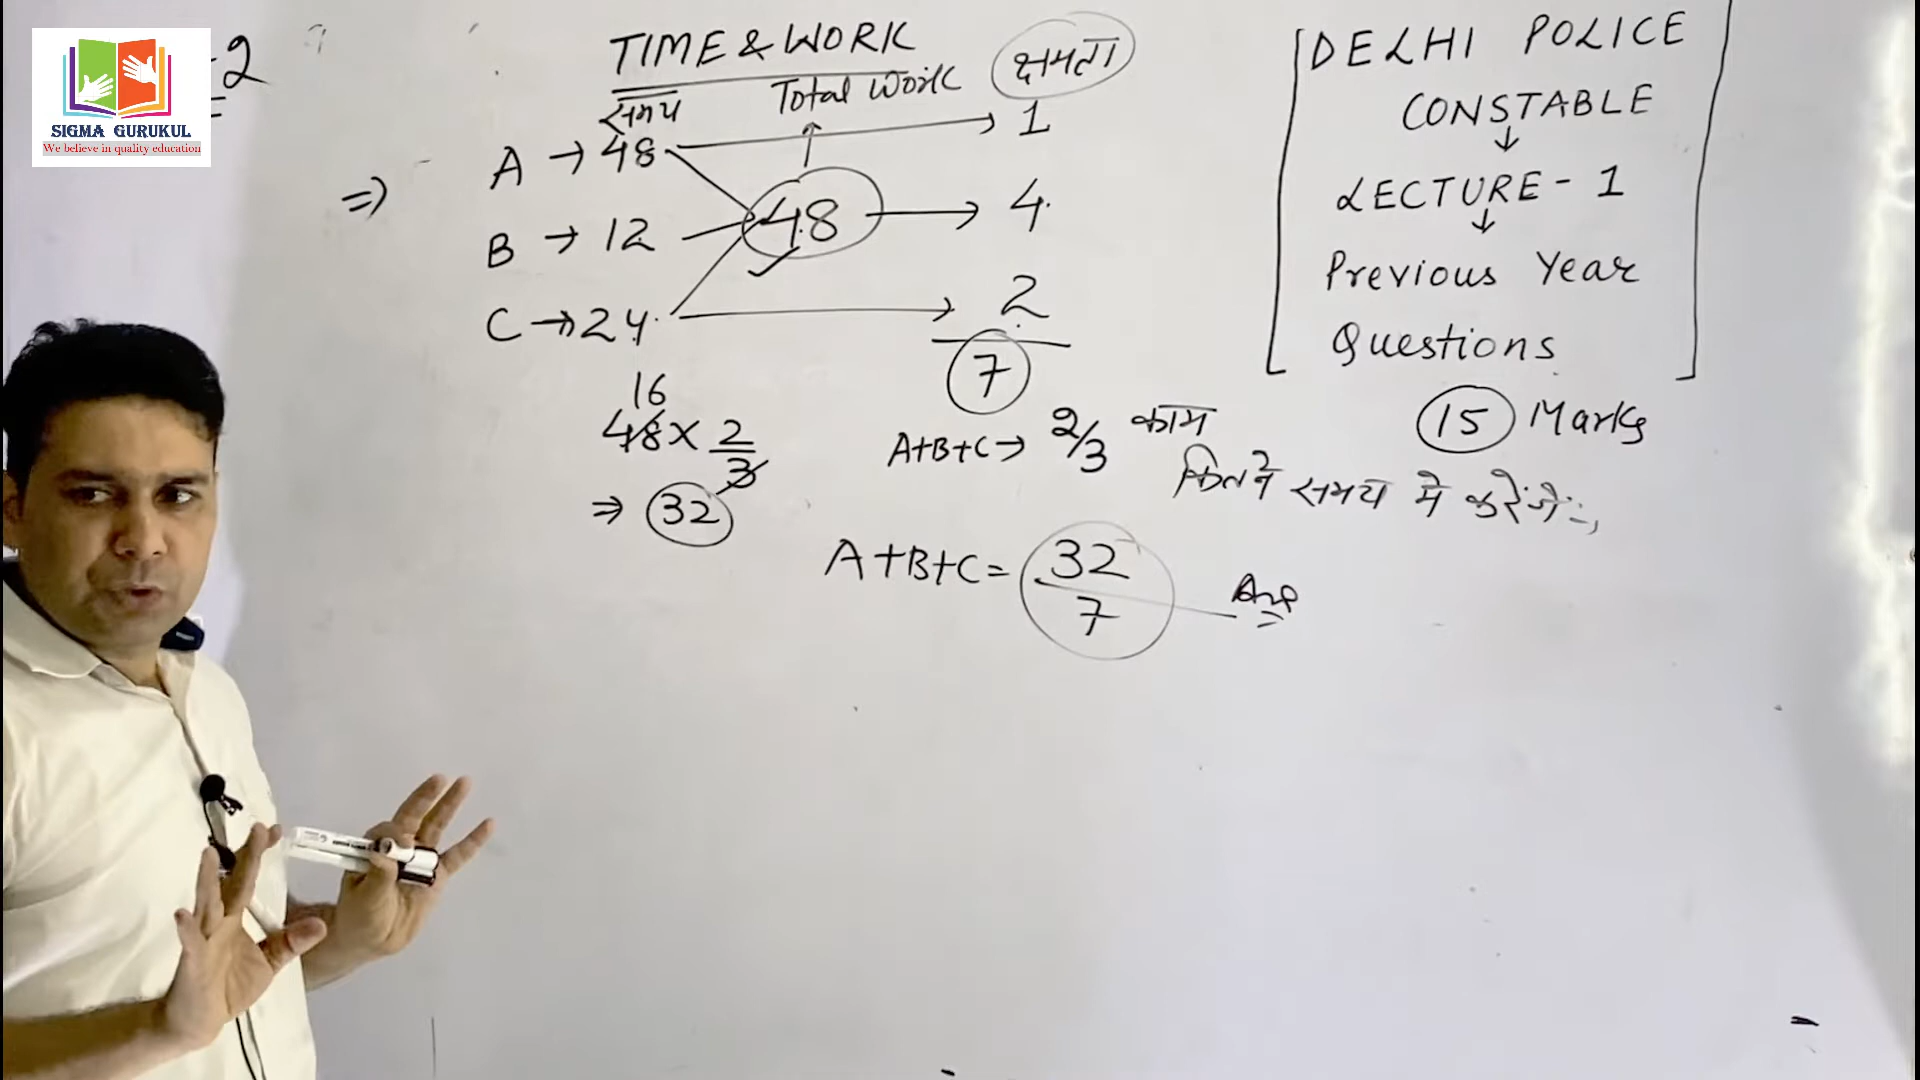 -2
SIGMA GURUKUL
We believe in quality education
TIME & WORK
समय Total Work क्षमता
A → 48 → 1
B → 12 48 → 4
C → 24 → 2
7
16
48 × 2/3
⇒ 32
A+B+C → 2/3 काम
कितने समय में करेंगे:-
A+B+C = 32/7 Ans
DELHI POLICE
CONSTABLE
↓
LECTURE - 1
↓
Previous Year
Questions
15 Marks